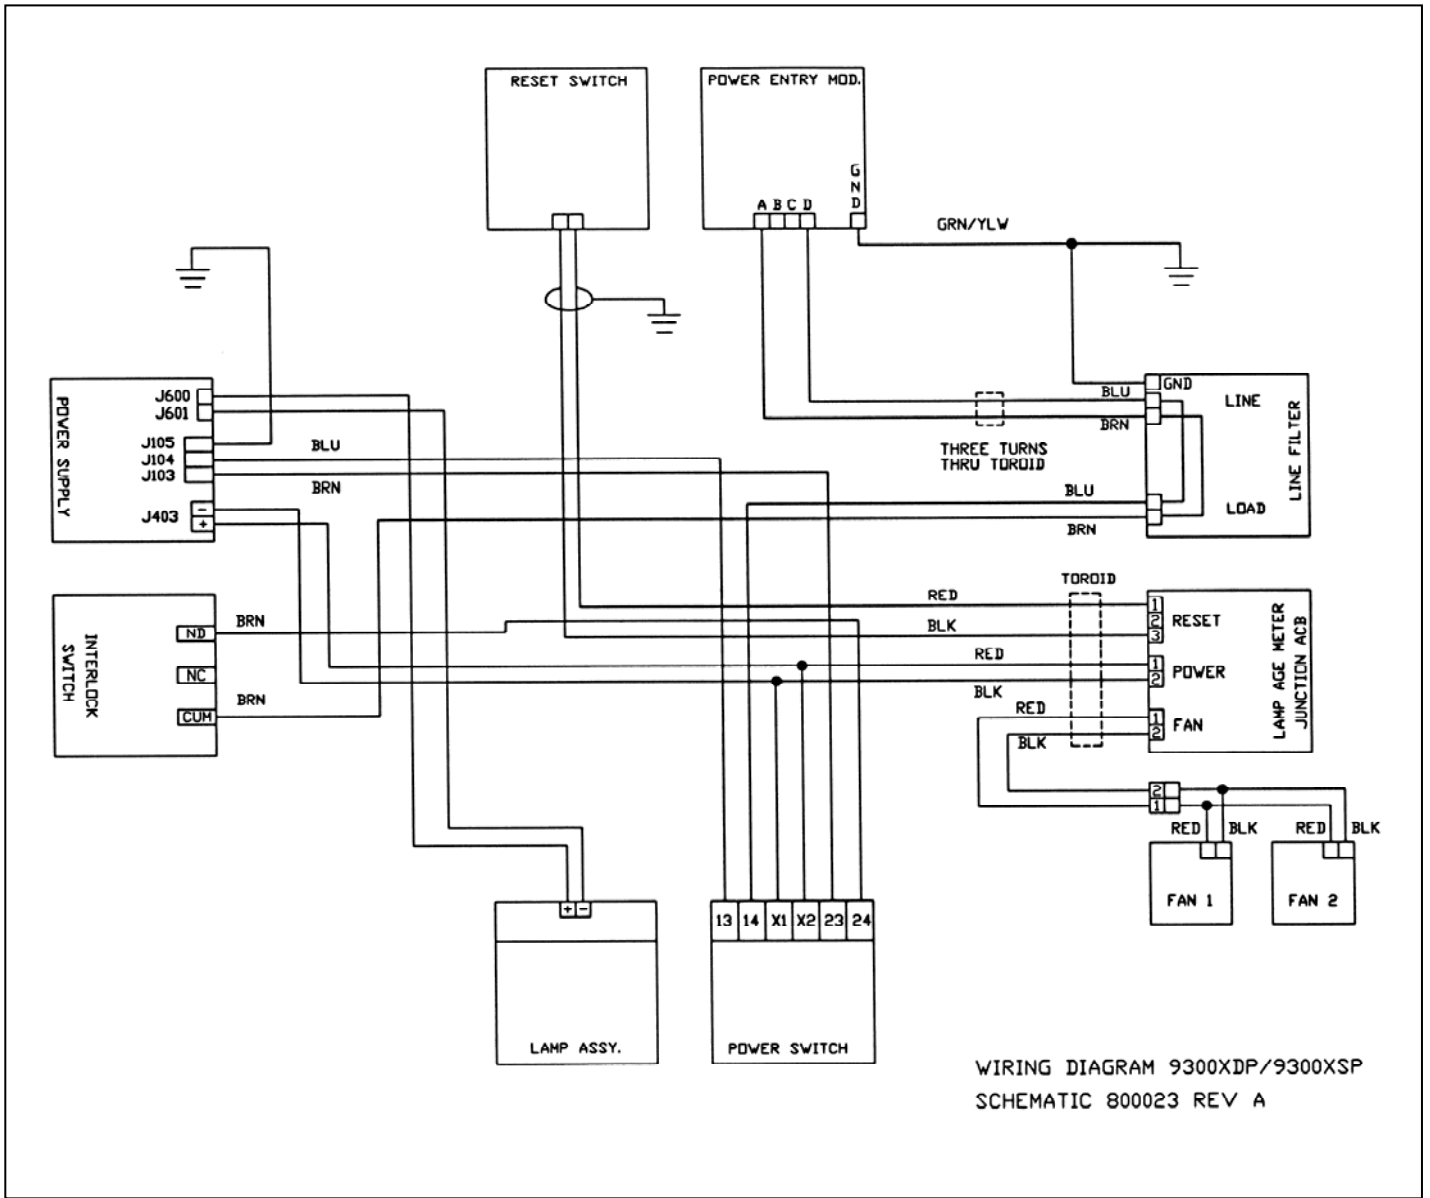 RESET SWITCH
POWER ENTRY MOD.
GND
A B C D
GRN/YLW
POWER SUPPLY
J600
J601
J105
J104
J103
J403
-
+
BLU
BRN
BLU
BRN
THREE TURNS
THRU TOROID
GND
LINE
LINE FILTER
LOAD
BLU
BRN
INTERLOCK
SWITCH
NO
NC
CUM
BRN
BRN
TOROID
RED
BLK
RED
BLK
RED
BLK
1
2
3
RESET
1
2
POWER
1
2
FAN
LAMP AGE METER
JUNCTION ACB
2
1
RED BLK
RED BLK
FAN 1
FAN 2
+ -
LAMP ASSY.
13 14 X1 X2 23 24
POWER SWITCH
WIRING DIAGRAM 9300XDP/9300XSP
SCHEMATIC 800023 REV A